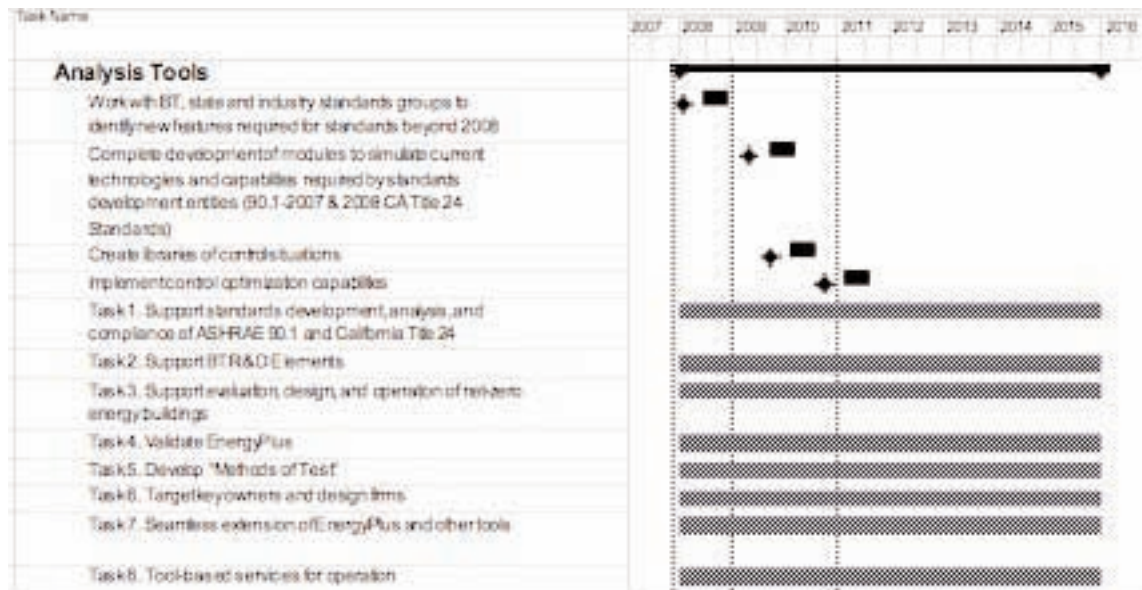 Task Name
2007 2008 2009 2010 2011 2012 2013 2014 2015 2016
Analysis Tools
Work with BT, state and industry standards groups to
identify new features required for standards beyond 2008
Complete development of modules to simulate current
technologies and capabilities required by standards
development entities (90.1-2007 & 2008 CA Title 24
Standards)
Create libraries of control situations
Implement control optimization capabilities
Task 1. Support standards development, analysis, and
compliance of ASHRAE 90.1 and California Title 24
Task 2. Support BT R&D Elements
Task 3. Support evaluation, design, and operation of net-zero
energy buildings
Task 4. Validate EnergyPlus
Task 5. Develop "Methods of Test"
Task 6. Target key owners and design firms
Task 7. Seamless extension of EnergyPlus and other tools
Task 8. Tool-based services for operation